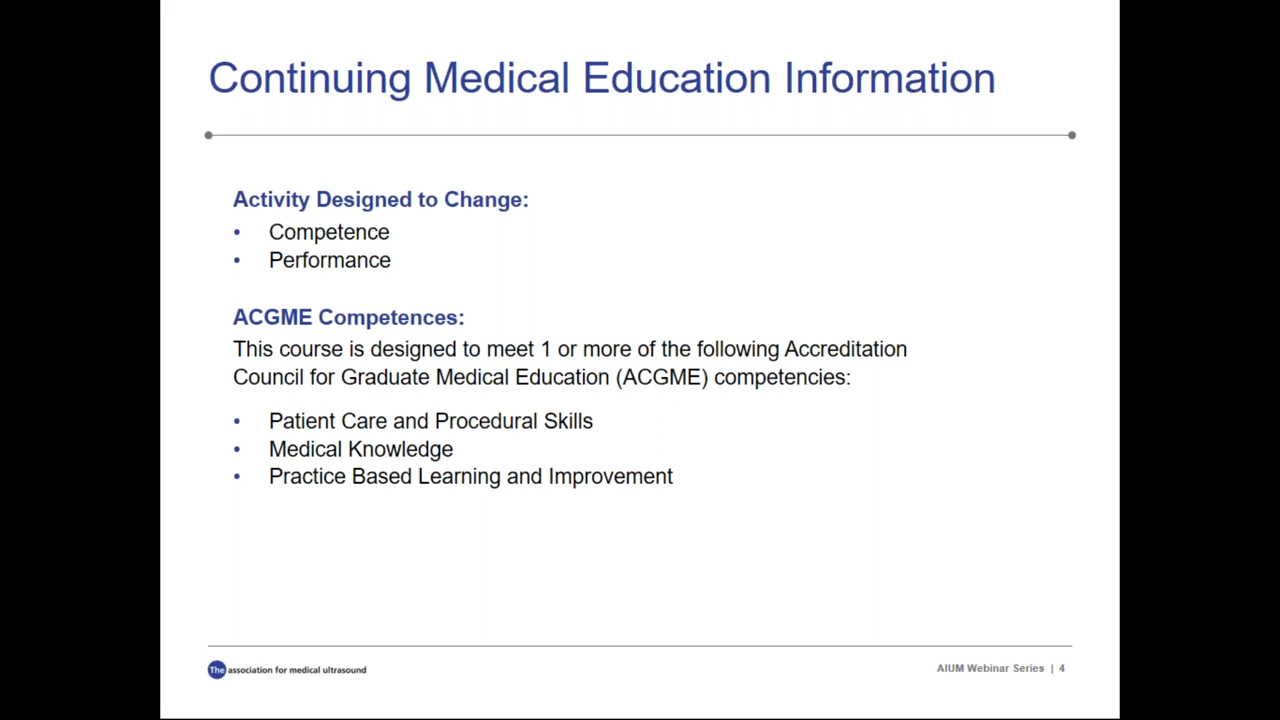 Continuing Medical Education Information
Activity Designed to Change:
• Competence
• Performance
ACGME Competences:
This course is designed to meet 1 or more of the following Accreditation
Council for Graduate Medical Education (ACGME) competencies:
• Patient Care and Procedural Skills
• Medical Knowledge
• Practice Based Learning and Improvement
The association for medical ultrasound
AIUM Webinar Series | 4